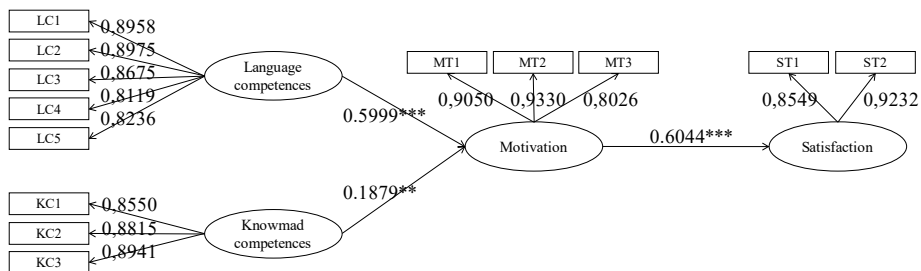 LC1
0,8958
LC2
0,8975
LC3
0,8675
LC4
0,8119
LC5
0,8236
Language
competences
0.5999***
MT1
MT2
MT3
0,9050
0,9330
0,8026
Motivation
0.6044***
ST1
ST2
0,8549
0,9232
Satisfaction
0.1879**
KC1
0,8550
KC2
0,8815
KC3
0,8941
Knowmad
competences